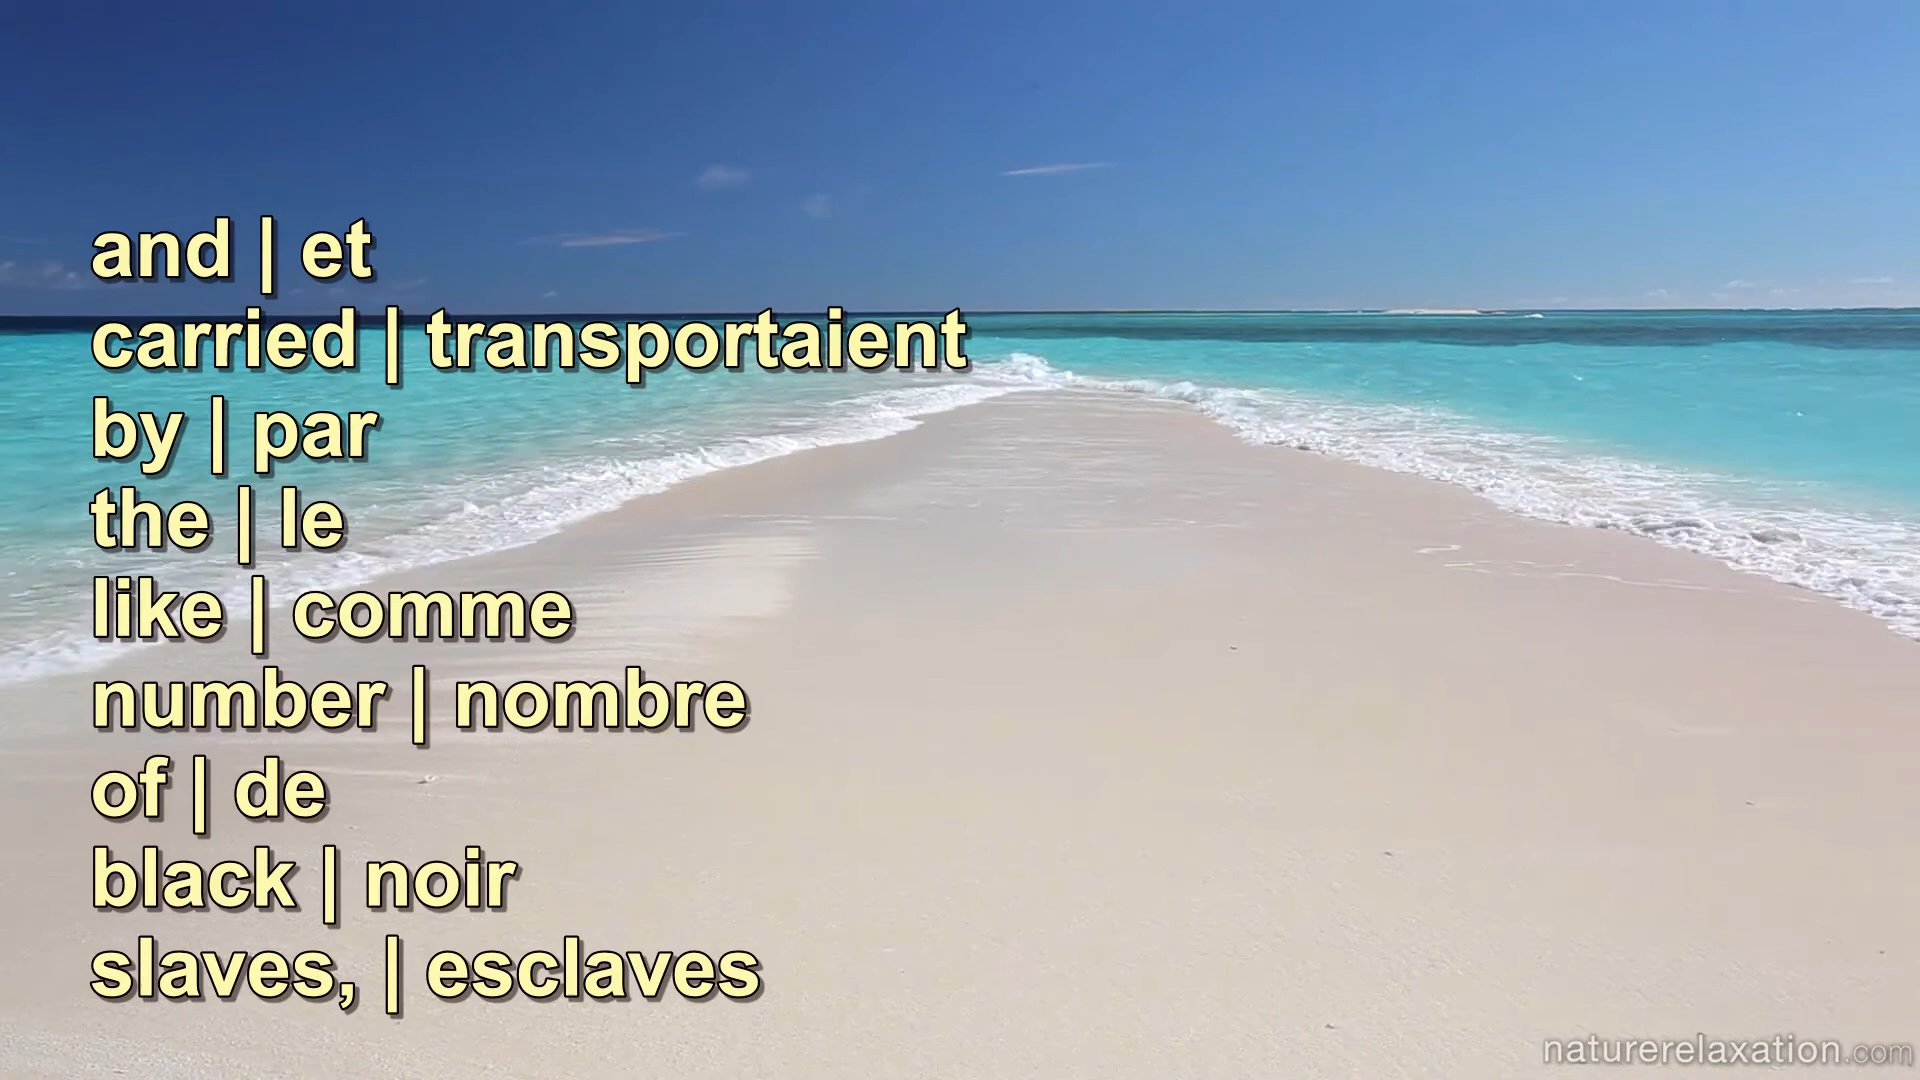 and | et
carried | transportaient
by | par
the | le
like | comme
number | nombre
of | de
black | noir
slaves, | esclaves
naturerelaxation.com